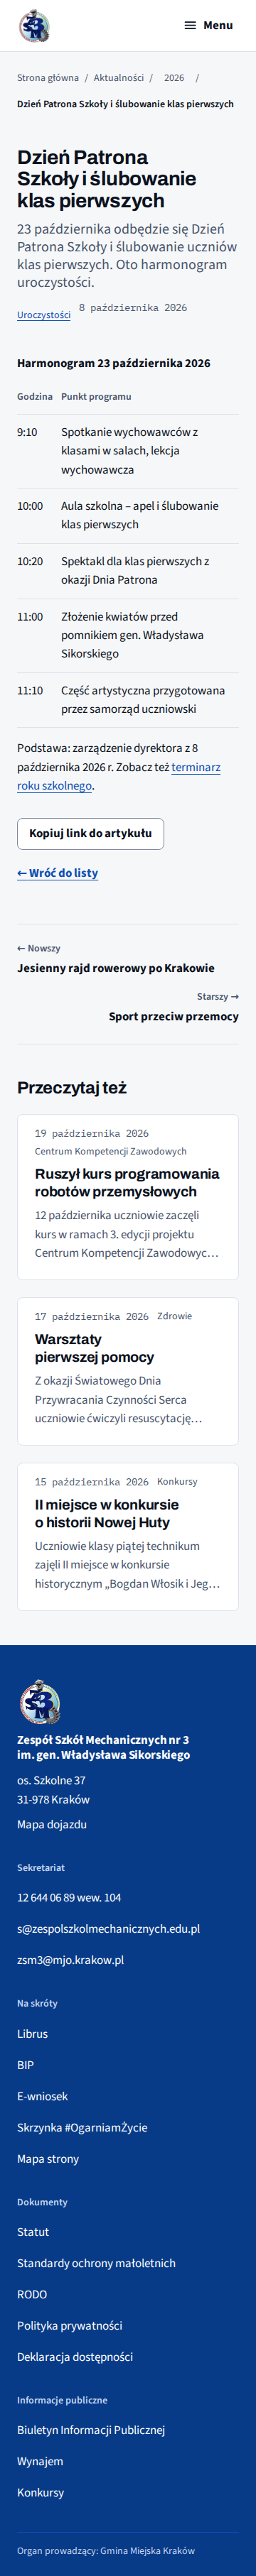 Menu
Strona główna / Aktualności / 2026 /
Dzień Patrona Szkoły i ślubowanie klas pierwszych
Dzień Patrona
Szkoły i ślubowanie
klas pierwszych
23 października odbędzie się Dzień
Patrona Szkoły i ślubowanie uczniów
klas pierwszych. Oto harmonogram
uroczystości.
Uroczystości 8 października 2026
Harmonogram 23 października 2026
Godzina Punkt programu
9:10 Spotkanie wychowawców z
klasami w salach, lekcja
wychowawcza
10:00 Aula szkolna – apel i ślubowanie
klas pierwszych
10:20 Spektakl dla klas pierwszych z
okazji Dnia Patrona
11:00 Złożenie kwiatów przed
pomnikiem gen. Władysława
Sikorskiego
11:10 Część artystyczna przygotowana
przez samorząd uczniowski
Podstawa: zarządzenie dyrektora z 8
października 2026 r. Zobacz też terminarz
roku szkolnego.
Kopiuj link do artykułu
← Wróć do listy
← Nowszy
Jesienny rajd rowerowy po Krakowie
Starszy →
Sport przeciw przemocy
Przeczytaj też
19 października 2026
Centrum Kompetencji Zawodowych
Ruszył kurs programowania
robotów przemysłowych
12 października uczniowie zaczęli
kurs w ramach 3. edycji projektu
Centrum Kompetencji Zawodowyc…
17 października 2026 Zdrowie
Warsztaty
pierwszej pomocy
Z okazji Światowego Dnia
Przywracania Czynności Serca
uczniowie ćwiczyli resuscytację…
15 października 2026 Konkursy
II miejsce w konkursie
o historii Nowej Huty
Uczniowie klasy piątej technikum
zajęli II miejsce w konkursie
historycznym „Bogdan Włosik i Jeg…
Zespół Szkół Mechanicznych nr 3
im. gen. Władysława Sikorskiego
os. Szkolne 37
31-978 Kraków
Mapa dojazdu
Sekretariat
12 644 06 89 wew. 104
s@zespolszkolmechanicznych.edu.pl
zsm3@mjo.krakow.pl
Na skróty
Librus
BIP
E-wniosek
Skrzynka #OgarniamŻycie
Mapa strony
Dokumenty
Statut
Standardy ochrony małoletnich
RODO
Polityka prywatności
Deklaracja dostępności
Informacje publiczne
Biuletyn Informacji Publicznej
Wynajem
Konkursy
Organ prowadzący: Gmina Miejska Kraków